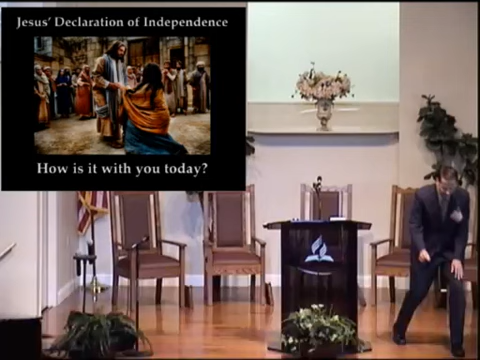 Jesus' Declaration of Independence
How is it with you today?